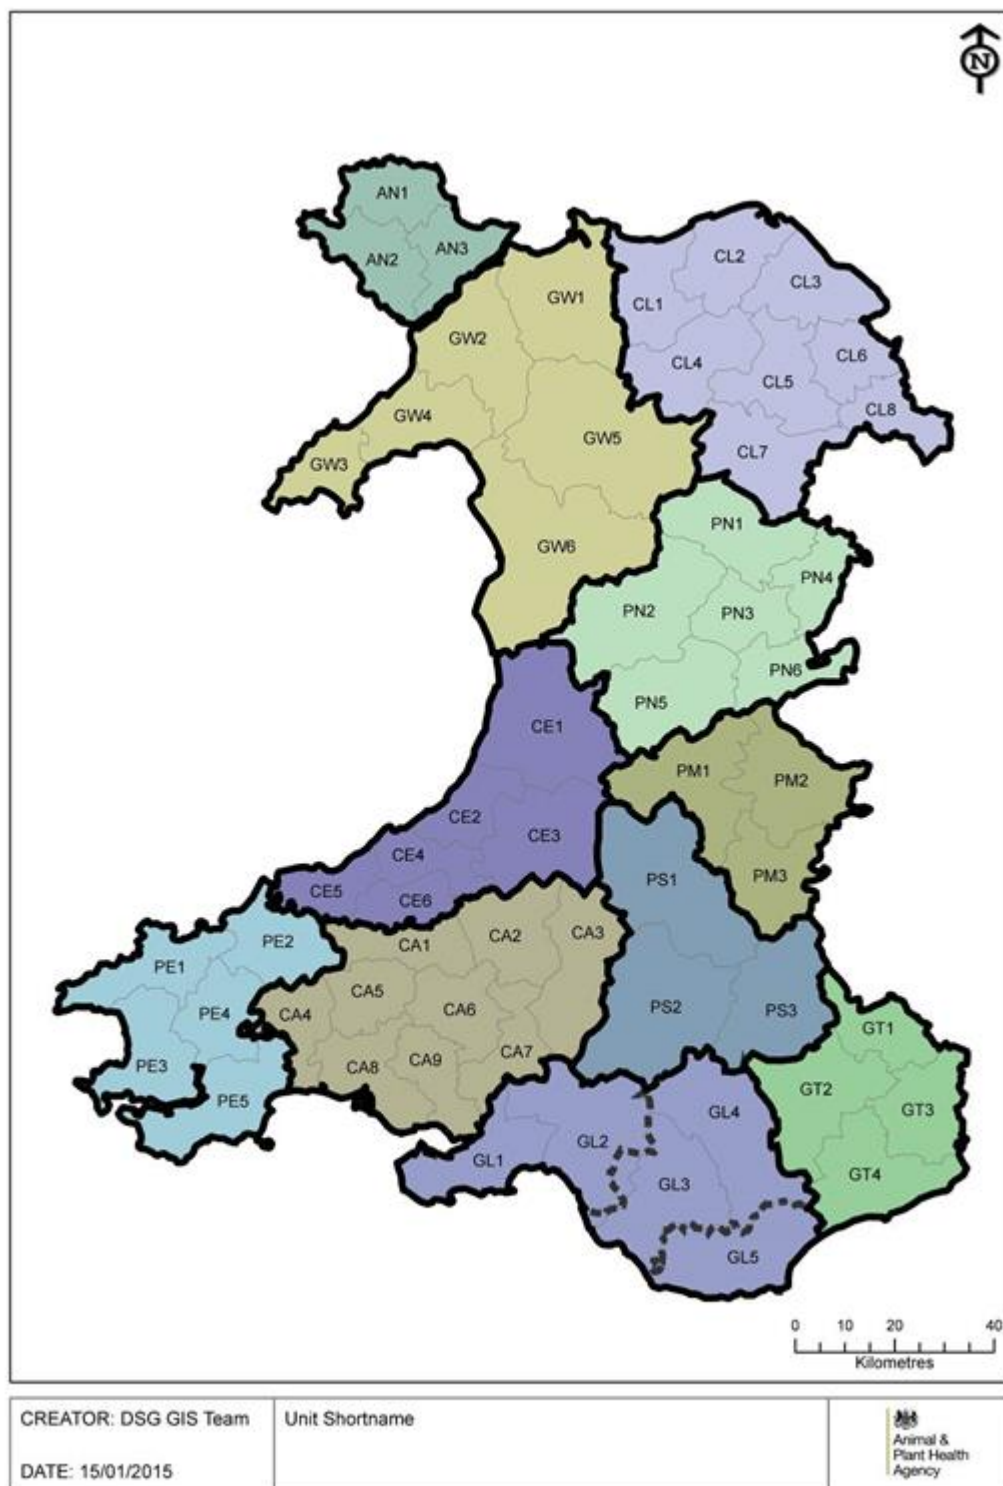 N
AN1
AN3
AN2
CL2
CL3
GW1
CL1
GW2
CL6
CL4
CL5
CL8
GW4
GW5
CL7
GW3
PN1
GW6
PN4
PN2
PN3
PN6
PN5
CE1
PM1
PM2
CE2
CE3
CE4
PM3
PS1
CE5
CE6
CA3
CA2
PE2
CA1
PE1
CA5
PS2
CA6
PS3
PE4
CA4
GT1
CA7
CA9
PE3
CA8
GT2
PE5
GL4
GT3
GL2
GL1
GT4
GL3
GL5
0 10 20 40
Kilometres
CREATOR: DSG GIS Team
DATE: 15/01/2015
Unit Shortname
Animal &
Plant Health
Agency